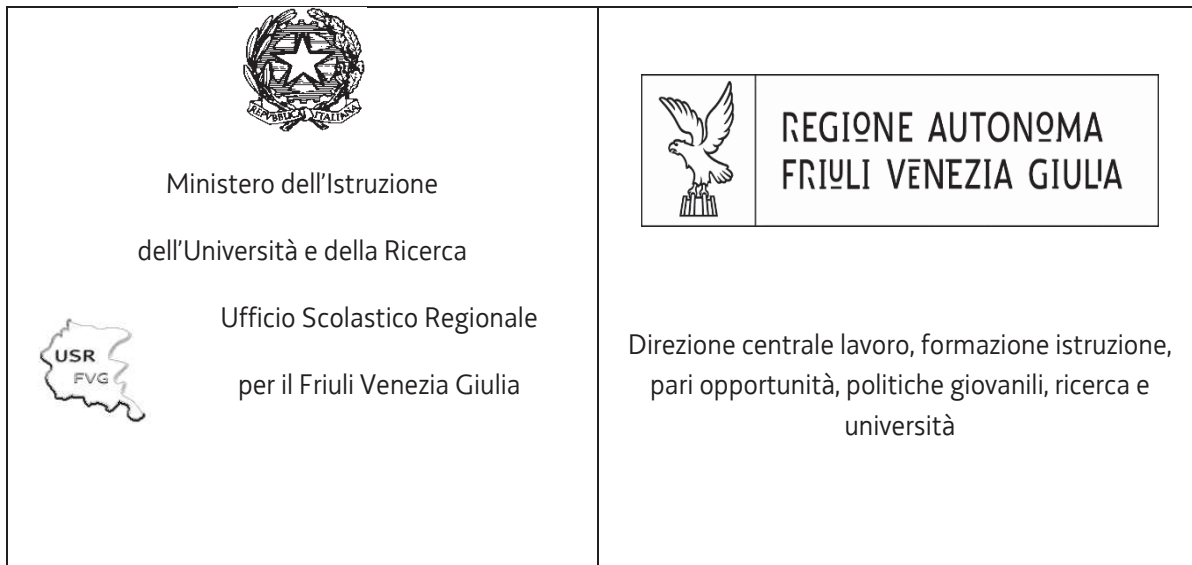 REPVBBLICA ITALIANA
Ministero dell'Istruzione
dell'Università e della Ricerca
USR
FVG
Ufficio Scolastico Regionale
per il Friuli Venezia Giulia
REGIONE AUTONOMA
FRIULI VENEZIA GIULIA
Direzione centrale lavoro, formazione istruzione,
pari opportunità, politiche giovanili, ricerca e
università